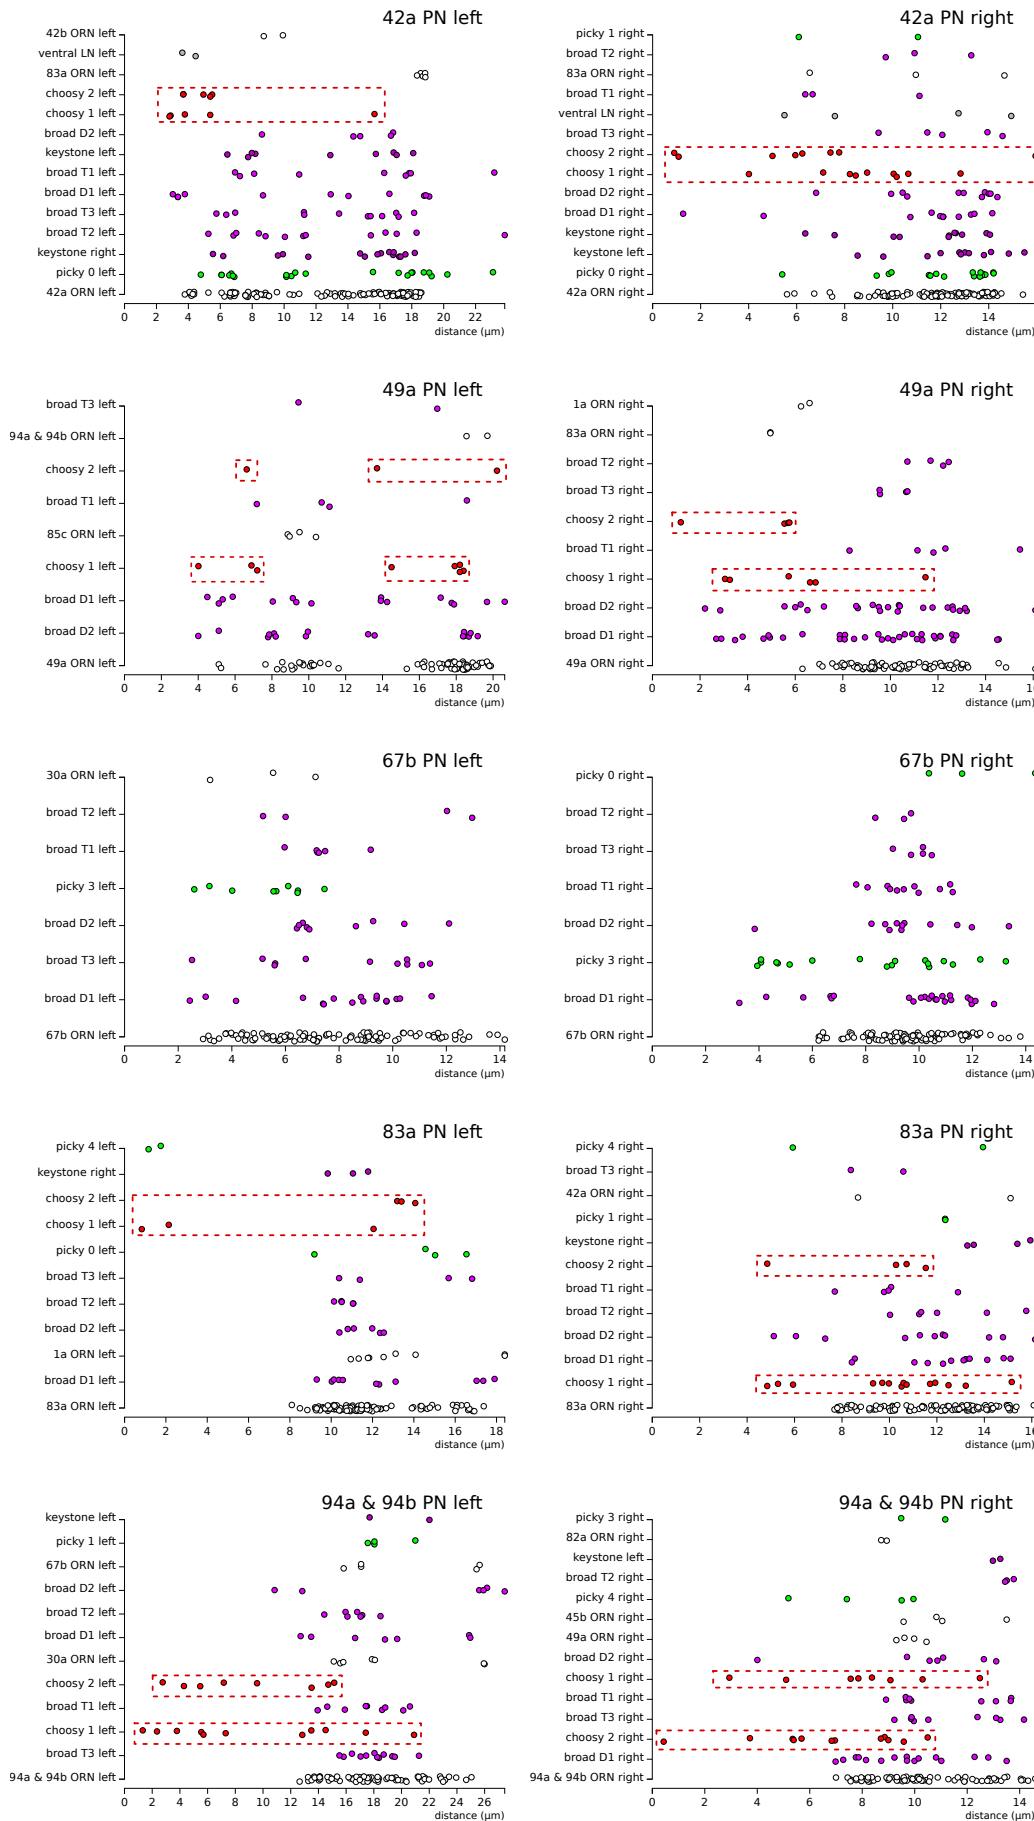 42a PN left
42b ORN left
ventral LN left
83a ORN left
choosy 2 left
choosy 1 left
broad D2 left
keystone left
broad T1 left
broad D1 left
broad T3 left
broad T2 left
keystone right
picky 0 left
42a ORN left
0 2 4 6 8 10 12 14 16 18 20 22
distance (µm)
42a PN right
picky 1 right
broad T2 right
83a ORN right
broad T1 right
ventral LN right
broad T3 right
choosy 2 right
choosy 1 right
broad D2 right
broad D1 right
keystone right
keystone left
picky 0 right
42a ORN right
0 2 4 6 8 10 12 14
distance (µm)
49a PN left
broad T3 left
94a & 94b ORN left
choosy 2 left
broad T1 left
85c ORN left
choosy 1 left
broad D1 left
broad D2 left
49a ORN left
0 2 4 6 8 10 12 14 16 18 20
distance (µm)
49a PN right
1a ORN right
83a ORN right
broad T2 right
broad T3 right
choosy 2 right
broad T1 right
choosy 1 right
broad D2 right
broad D1 right
49a ORN right
0 2 4 6 8 10 12 14 16
distance (µm)
67b PN left
30a ORN left
broad T2 left
broad T1 left
picky 3 left
broad D2 left
broad T3 left
broad D1 left
67b ORN left
0 2 4 6 8 10 12 14
distance (µm)
67b PN right
picky 0 right
broad T2 right
broad T3 right
broad T1 right
broad D2 right
picky 3 right
broad D1 right
67b ORN right
0 2 4 6 8 10 12 14
distance (µm)
83a PN left
picky 4 left
keystone right
choosy 2 left
choosy 1 left
picky 0 left
broad T3 left
broad T2 left
broad D2 left
1a ORN left
broad D1 left
83a ORN left
0 2 4 6 8 10 12 14 16 18
distance (µm)
83a PN right
picky 4 right
broad T3 right
42a ORN right
picky 1 right
keystone right
choosy 2 right
broad T1 right
broad T2 right
broad D2 right
broad D1 right
choosy 1 right
83a ORN right
0 2 4 6 8 10 12 14 16
distance (µm)
94a & 94b PN left
keystone left
picky 1 left
67b ORN left
broad D2 left
broad T2 left
broad D1 left
30a ORN left
choosy 2 left
broad T1 left
choosy 1 left
broad T3 left
94a & 94b ORN left
0 2 4 6 8 10 12 14 16 18 20 22 24 26
distance (µm)
94a & 94b PN right
picky 3 right
82a ORN right
keystone left
broad T2 right
picky 4 right
45b ORN right
49a ORN right
broad D2 right
choosy 1 right
broad T1 right
broad T3 right
choosy 2 right
broad D1 right
94a & 94b ORN right
0 2 4 6 8 10 12 14
distance (µm)